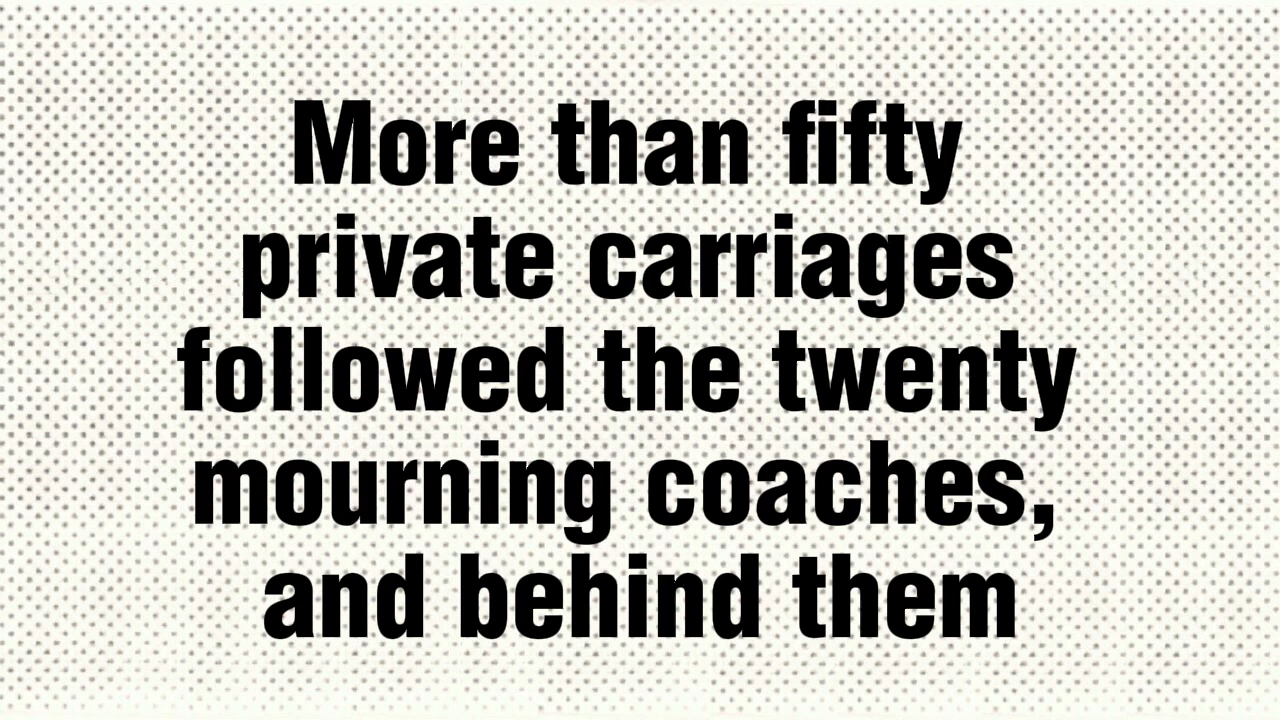 More than fifty
private carriages
followed the twenty
mourning coaches,
and behind them